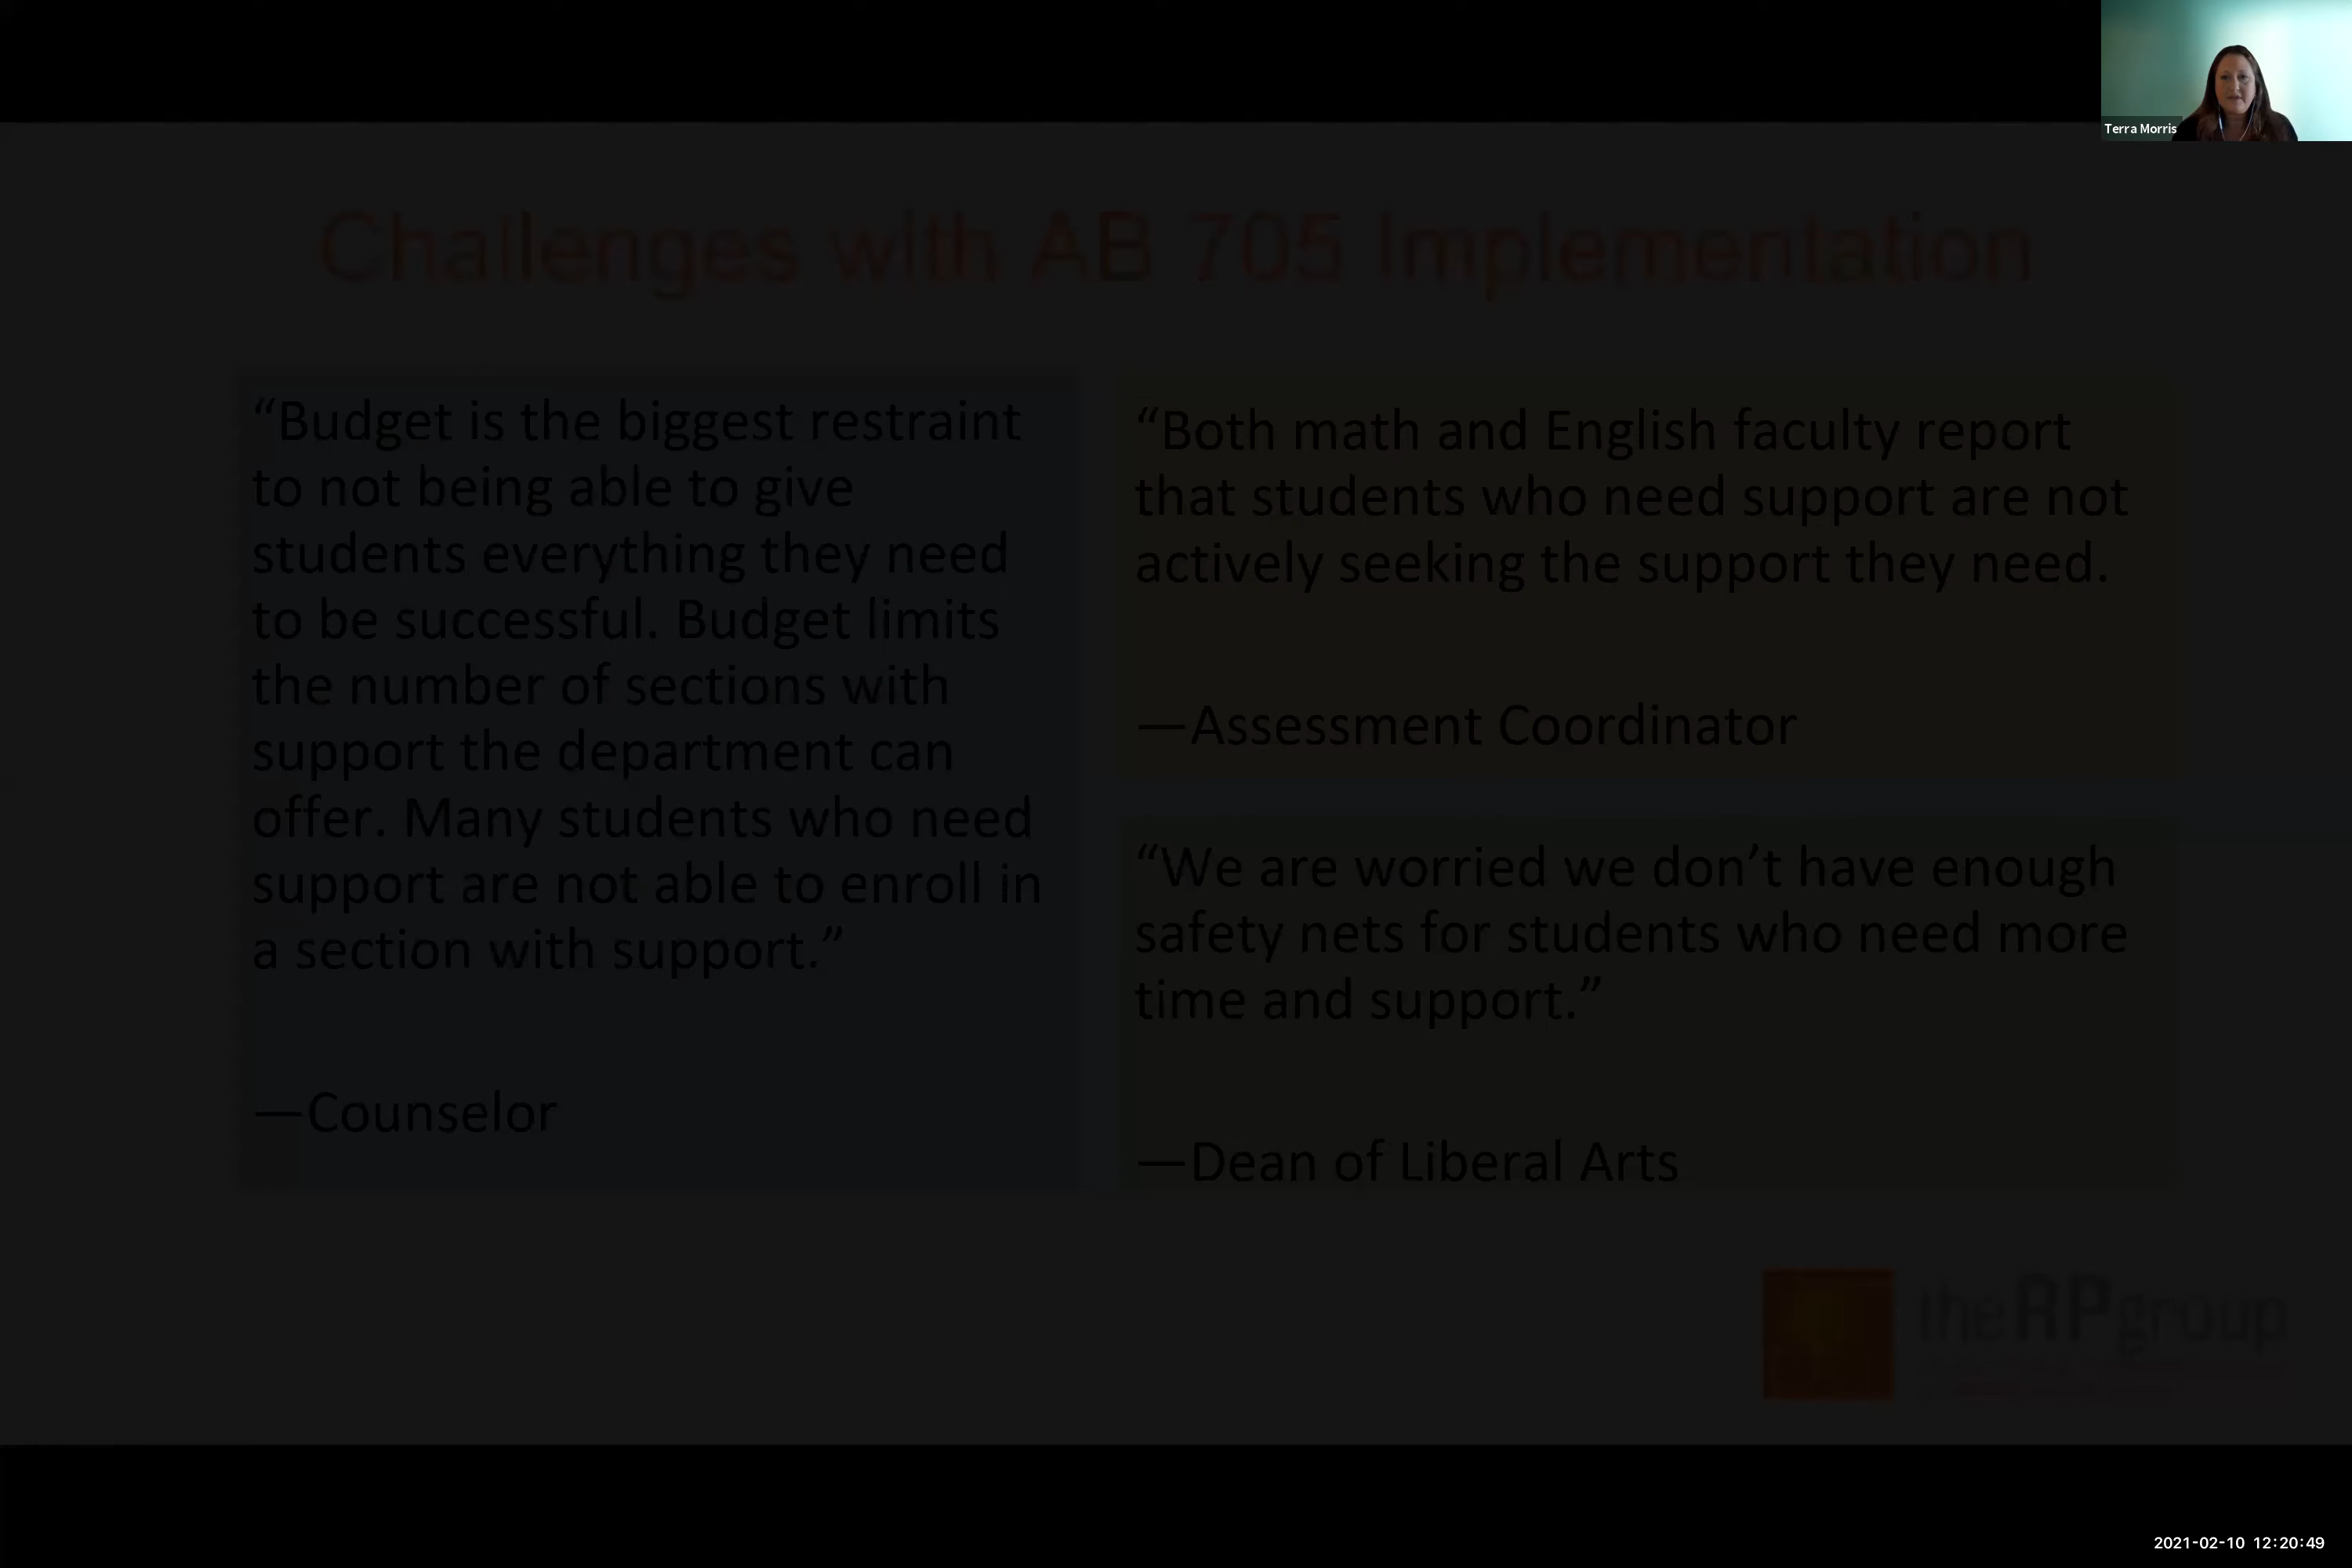 Terra Morris
Challenges with AB 705 Implementation
“Budget is the biggest restraint
to not being able to give
students everything they need
to be successful. Budget limits
the number of sections with
support the department can
offer. Many students who need
support are not able to enroll in
a section with support.”
—Counselor
“Both math and English faculty report
that students who need support are not
actively seeking the support they need.
—Assessment Coordinator
“We are worried we don’t have enough
safety nets for students who need more
time and support.”
—Dean of Liberal Arts
theRPgroup
2021-02-10 12:20:49